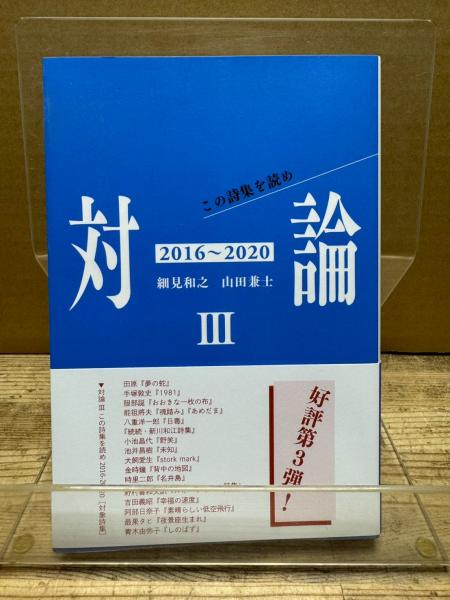 この詩集を読め
対論
2016〜2020
細見和之 山田兼士
III
田原『夢の蛇』
手塚敦史『1981』
服部誕『おおきな一枚の布』
能祖將夫『魂踏み』『あめだま』
八重洋一郎『日毒』
『続続・新川和江詩集』
小池昌代『野笑』
池井昌樹『未知』
犬飼愛生『stork mark』
金時鐘『背中の地図』
時里二郎『名井島』
吉田義昭『幸福の速度』
阿部日奈子『素晴らしい低空飛行』
最果タヒ『夜景座生まれ』
青木由弥子『しのばず』
好評第3弾!
▼対論III この詩集を読め 2016-2020【対象詩集】